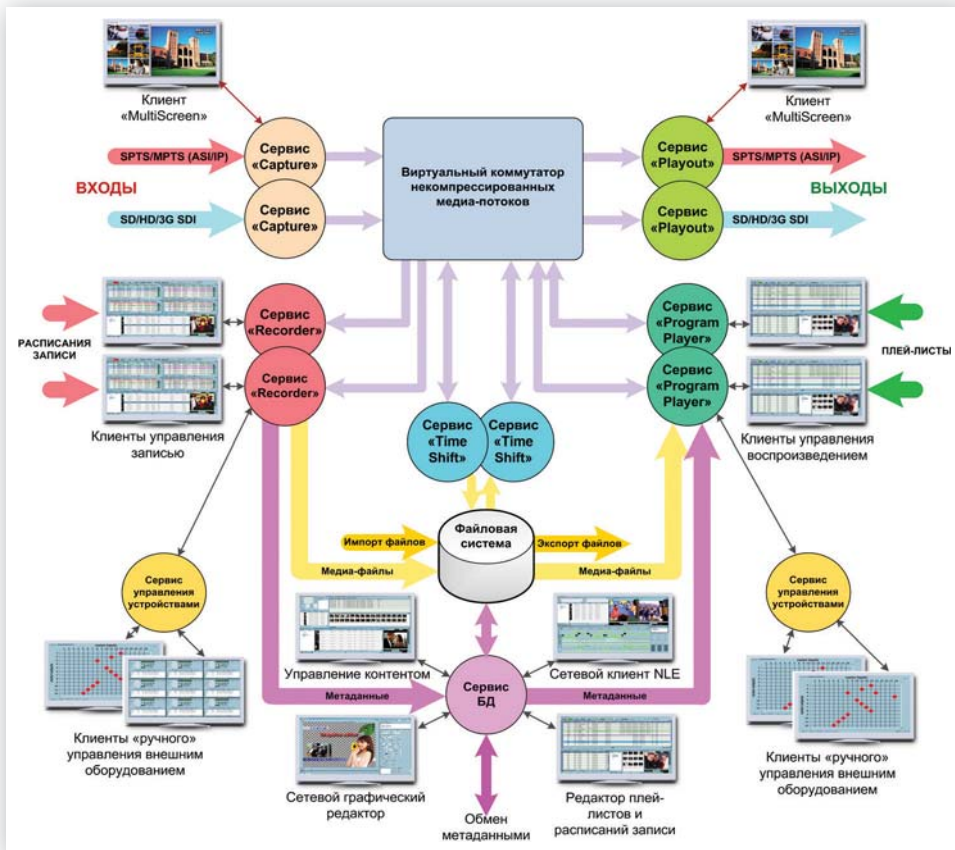 Клиент
«MultiScreen»
Клиент
«MultiScreen»
Сервис
«Capture»
Виртуальный коммутатор
некомпрессированных
медиа-потоков
Сервис
«Playout»
SPTS/MPTS (ASI/IP)
SPTS/MPTS (ASI/IP)
ВХОДЫ
ВЫХОДЫ
SD/HD/3G SDI
Сервис
«Capture»
Сервис
«Playout»
SD/HD/3G SDI
РАСПИСАНИЯ
ЗАПИСИ
Сервис
«Recorder»
Сервис
«Recorder»
Клиенты управления
записью
Сервис
«Program
Player»
Сервис
«Program
Player»
ПЛЕЙ-ЛИСТЫ
Клиенты управления
воспроизведением
Сервис
«Time
Shift»
Сервис
«Time
Shift»
Файловая
система
Импорт файлов
Экспорт файлов
Медиа-файлы
Медиа-файлы
Сервис
управления
устройствами
Сервис
управления
устройствами
Управление контентом
Сетевой клиент NLE
Сервис
БД
Метаданные
Метаданные
Клиенты «ручного»
управления внешним
оборудованием
Клиенты «ручного»
управления внешним
оборудованием
Сетевой графический
редактор
Редактор плей-
листов и
расписаний записи
Обмен
метаданными